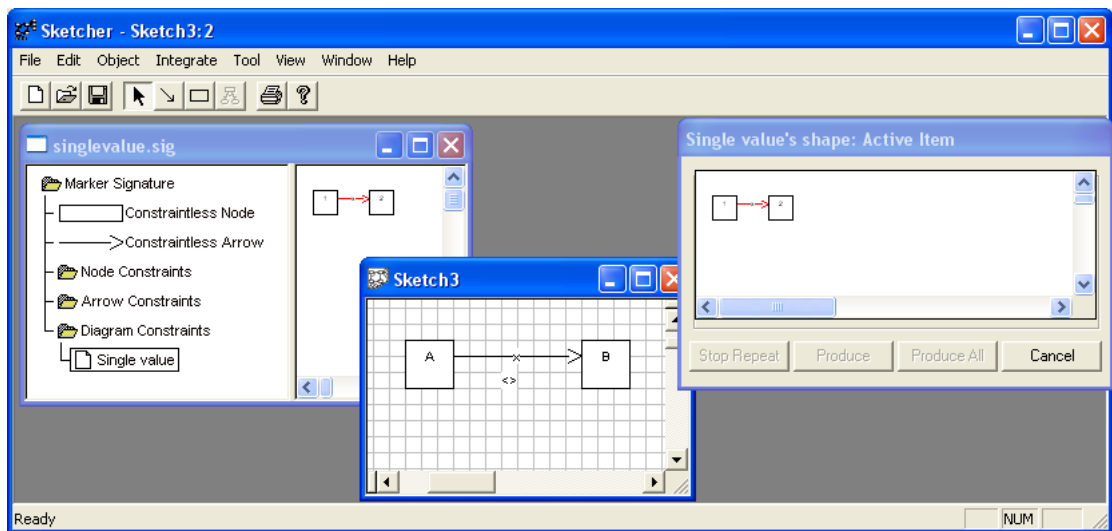 Sketcher - Sketch3:2
File Edit Object Integrate Tool View Window Help
singlevalue.sig
Marker Signature
Constraintless Node
Constraintless Arrow
Node Constraints
Arrow Constraints
Diagram Constraints
Single value
1 2
Sketch3
A B
<>
Single value's shape: Active Item
1 2
Stop Repeat Produce Produce All Cancel
Ready NUM